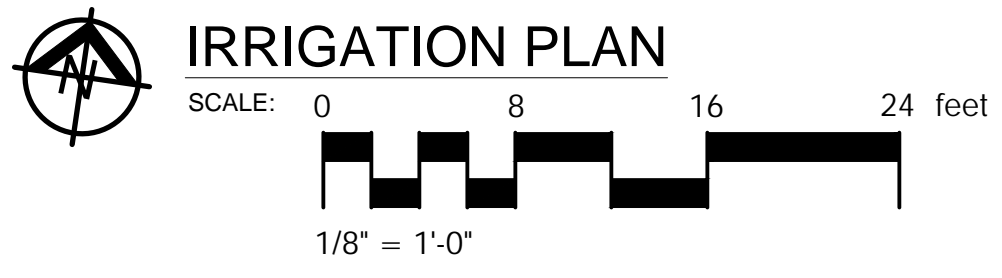 N
IRRIGATION PLAN
SCALE: 0 8 16 24 feet
1/8" = 1'-0"